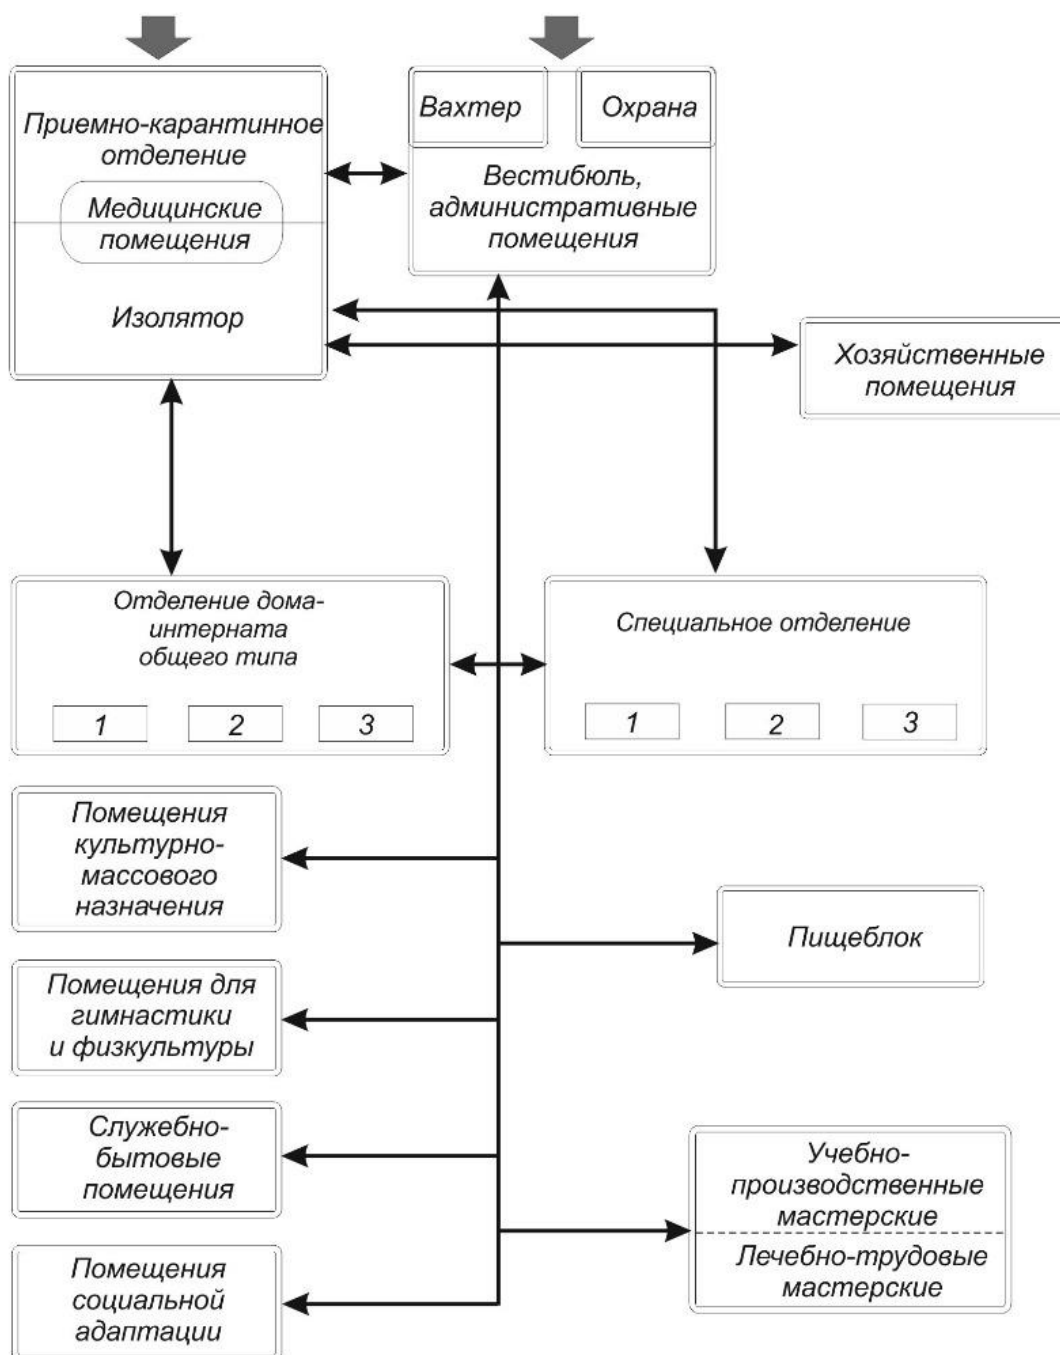 Приемно-карантинное
отделение
Медицинские
помещения
Изолятор
Вахтер
Охрана
Вестибюль,
административные
помещения
Хозяйственные
помещения
Отделение дома-
интерната
общего типа
1
2
3
Специальное отделение
1
2
3
Помещения
культурно-
массового
назначения
Пищеблок
Помещения для
гимнастики
и физкультуры
Служебно-
бытовые
помещения
Учебно-
производственные
мастерские
Лечебно-трудовые
мастерские
Помещения
социальной
адаптации